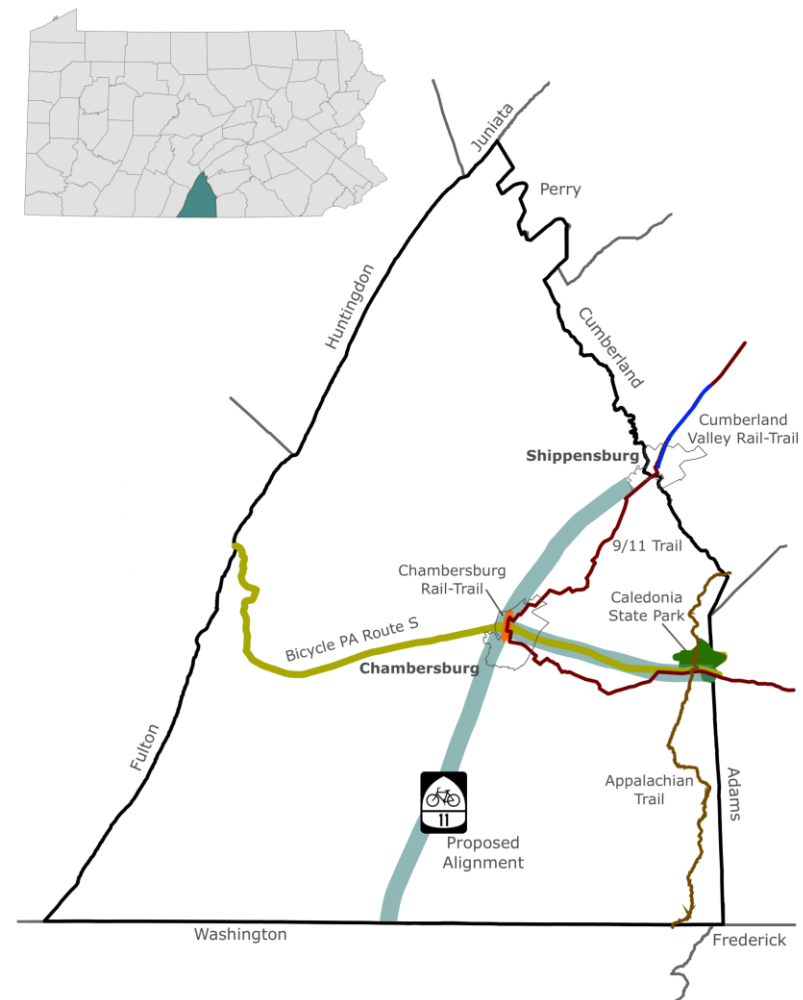 Juniata
Perry
Huntingdon
Cumberland
Cumberland
Valley Rail-Trail
Shippensburg
9/11 Trail
Chambersburg
Rail-Trail
Caledonia
State Park
Bicycle PA Route S
Chambersburg
Fulton
Appalachian
Trail
Adams
11
Proposed
Alignment
Washington
Frederick